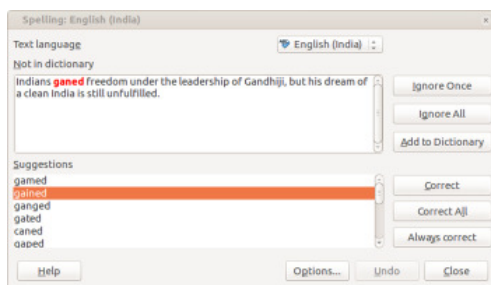 Spelling: English (India)
Text language
English (India)
Not in dictionary
Indians ganed freedom under the leadership of Gandhiji, but his dream of
a clean India is still unfulfilled.
Ignore Once
Ignore All
Add to Dictionary
Suggestions
gamed
gained
ganged
gated
caned
gaped
Correct
Correct All
Always correct
Help
Options...
Undo
Close